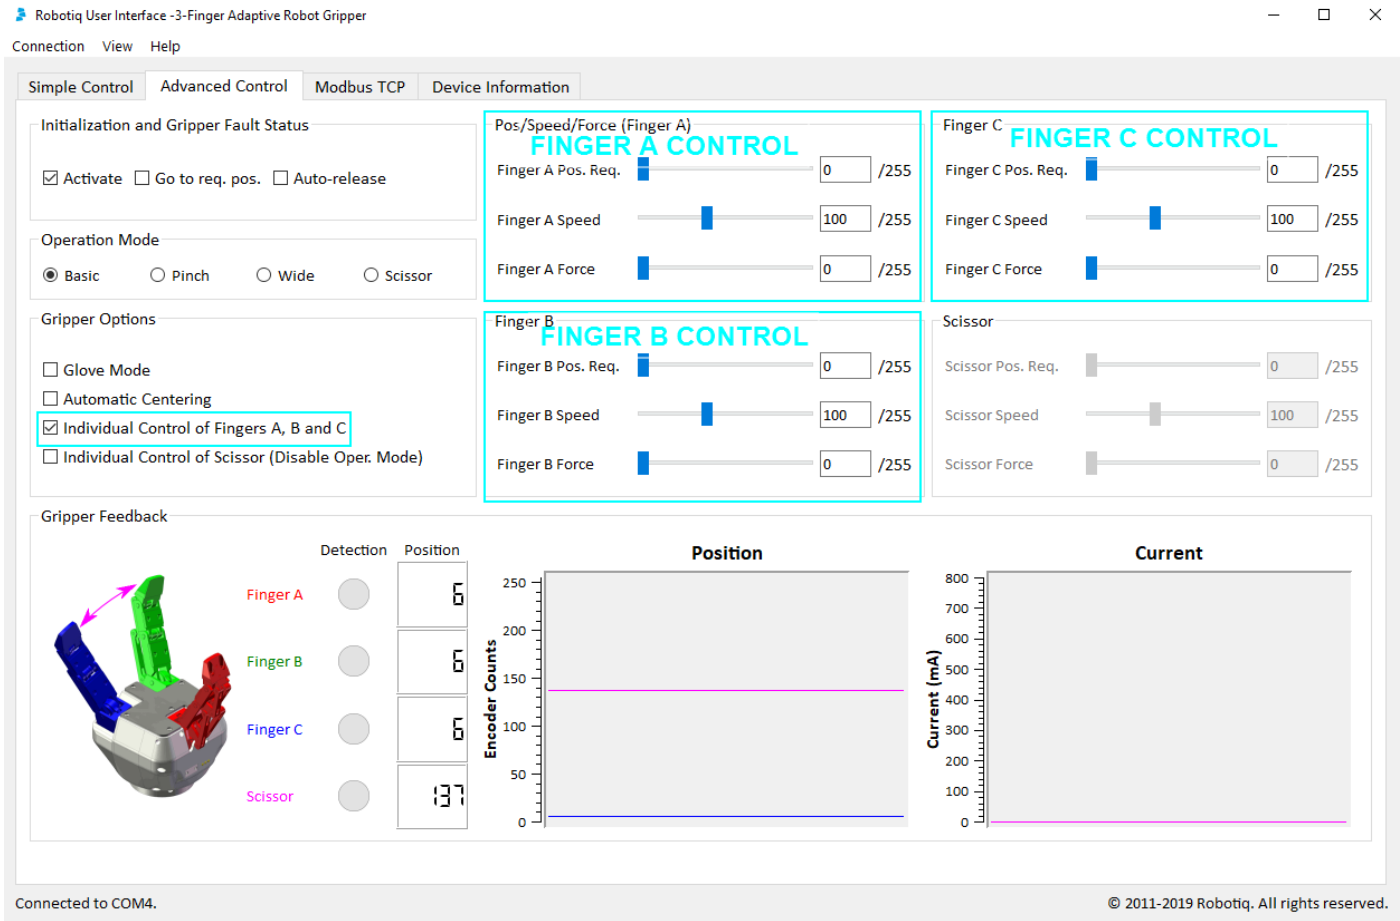 Robotiq User Interface -3-Finger Adaptive Robot Gripper
Connection View Help
Simple Control Advanced Control Modbus TCP Device Information
Initialization and Gripper Fault Status
Activate Go to req. pos. Auto-release
Operation Mode
Basic Pinch Wide Scissor
Gripper Options
Glove Mode
Automatic Centering
Individual Control of Fingers A, B and C
Individual Control of Scissor (Disable Oper. Mode)
Pos/Speed/Force (Finger A)
FINGER A CONTROL
Finger A Pos. Req. 0 /255
Finger A Speed 100 /255
Finger A Force 0 /255
Finger B
FINGER B CONTROL
Finger B Pos. Req. 0 /255
Finger B Speed 100 /255
Finger B Force 0 /255
Finger C
FINGER C CONTROL
Finger C Pos. Req. 0 /255
Finger C Speed 100 /255
Finger C Force 0 /255
Scissor
Scissor Pos. Req. 0 /255
Scissor Speed 100 /255
Scissor Force 0 /255
Gripper Feedback
Detection Position
Finger A 6
Finger B 6
Finger C 6
Scissor 137
Position
Encoder Counts
250
200
150
100
50
0
Current
Current (mA)
800
700
600
500
400
300
200
100
0
Connected to COM4.
© 2011-2019 Robotiq. All rights reserved.